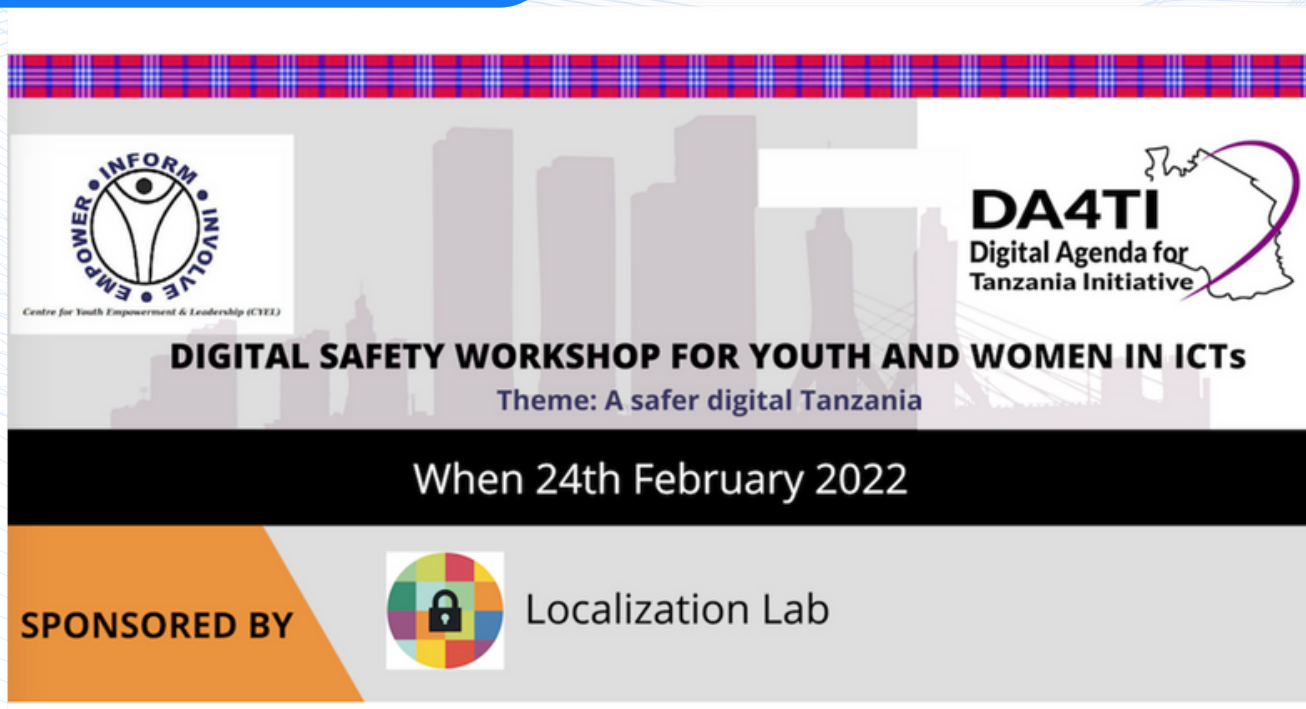 EMPOWER • INFORM • INVOLVE •
Centre for Youth Empowerment & Leadership (CYEL)
DA4TI
Digital Agenda for
Tanzania Initiative
DIGITAL SAFETY WORKSHOP FOR YOUTH AND WOMEN IN ICTs
Theme: A safer digital Tanzania
When 24th February 2022
SPONSORED BY
Localization Lab